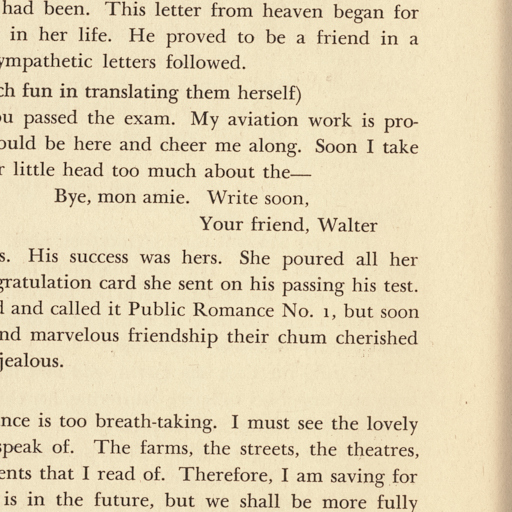 had been. This letter from heaven began for
in her life. He proved to be a friend in a
ympathetic letters followed.
ch fun in translating them herself)
ou passed the exam. My aviation work is pro-
ould be here and cheer me along. Soon I take
r little head too much about the—
Bye, mon amie. Write soon,
Your friend, Walter
s. His success was hers. She poured all her
gratulation card she sent on his passing his test.
d and called it Public Romance No. 1, but soon
nd marvelous friendship their chum cherished
jealous.
nce is too breath-taking. I must see the lovely
speak of. The farms, the streets, the theatres,
ents that I read of. Therefore, I am saving for
is in the future, but we shall be more fully